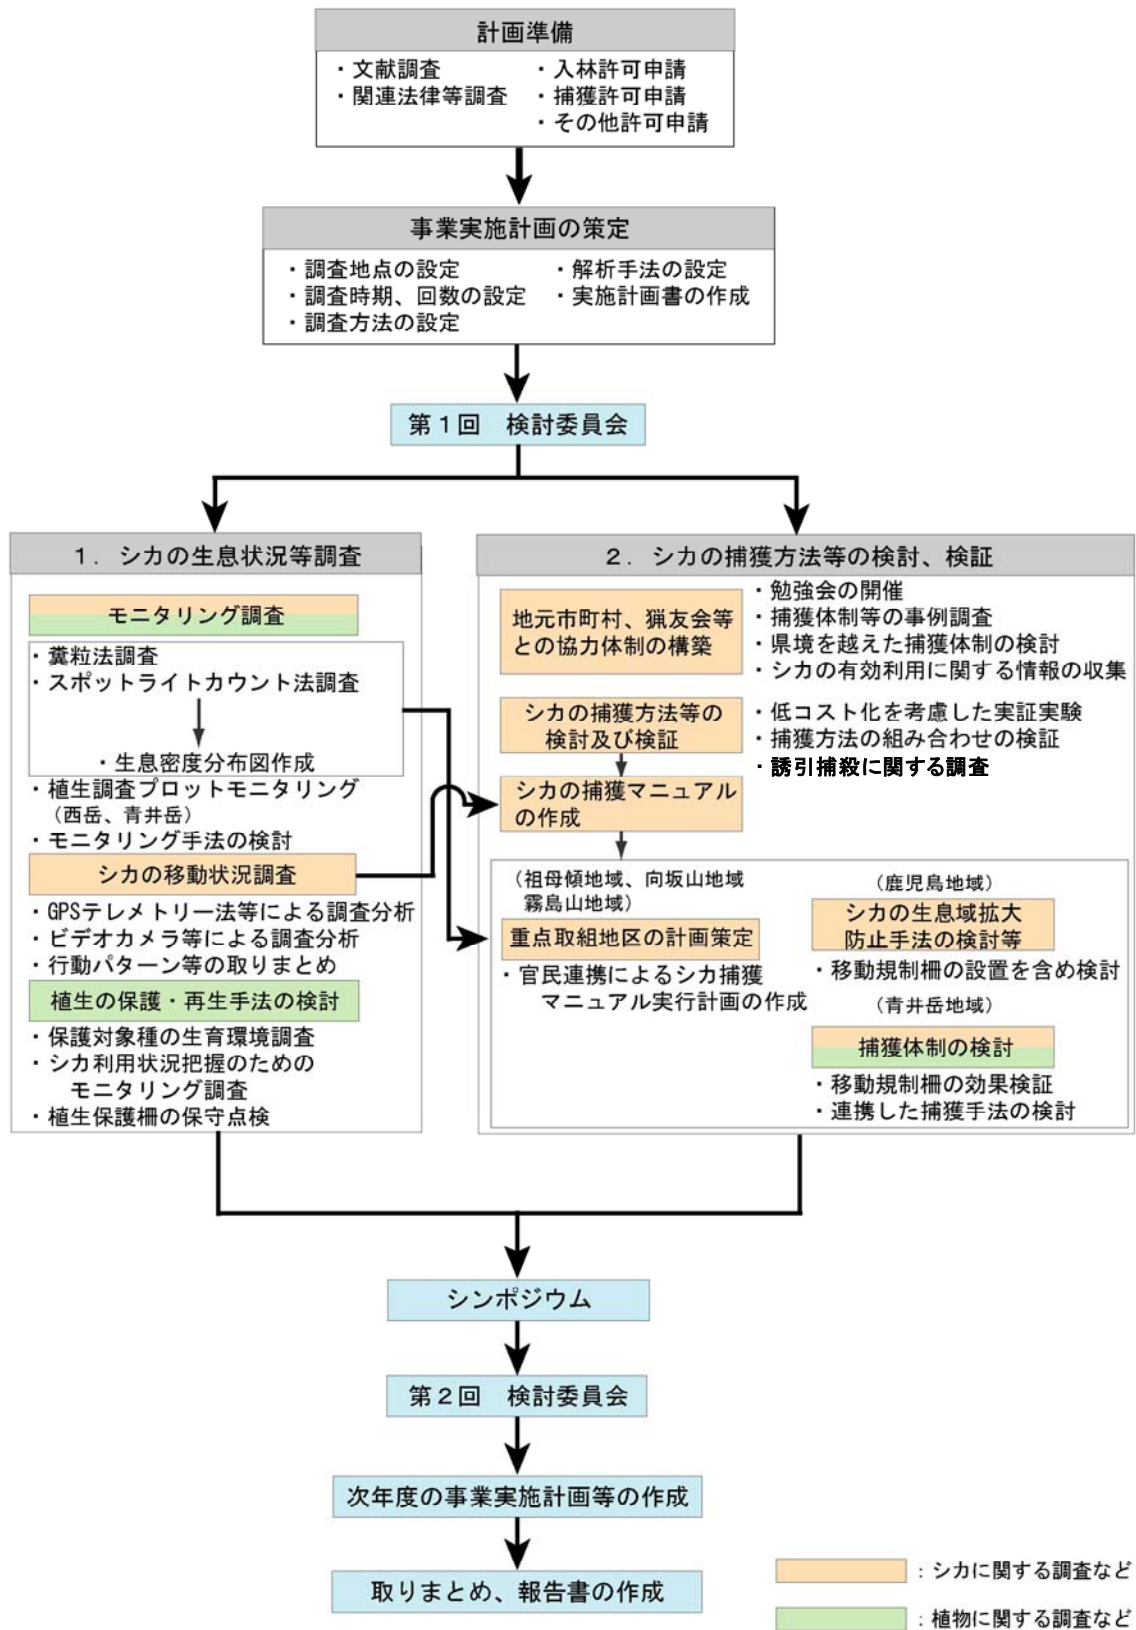 計画準備
・文献調査
・関連法律等調査
・入林許可申請
・捕獲許可申請
・その他許可申請
事業実施計画の策定
・調査地点の設定
・調査時期、回数の設定
・調査方法の設定
・解析手法の設定
・実施計画書の作成
第１回　検討委員会
１．シカの生息状況等調査
モニタリング調査
・糞粒法調査
・スポットライトカウント法調査
・生息密度分布図作成
・植生調査プロットモニタリング
（西岳、青井岳）
・モニタリング手法の検討
シカの移動状況調査
・GPSテレメトリー法等による調査分析
・ビデオカメラ等による調査分析
・行動パターン等の取りまとめ
植生の保護・再生手法の検討
・保護対象種の生育環境調査
・シカ利用状況把握のための
モニタリング調査
・植生保護柵の保守点検
２．シカの捕獲方法等の検討、検証
地元市町村、猟友会等
との協力体制の構築
・勉強会の開催
・捕獲体制等の事例調査
・県境を越えた捕獲体制の検討
・シカの有効利用に関する情報の収集
シカの捕獲方法等の
検討及び検証
・低コスト化を考慮した実証実験
・捕獲方法の組み合わせの検証
・誘引捕殺に関する調査
シカの捕獲マニュアル
の作成
（祖母傾地域、向坂山地域
霧島山地域）
重点取組地区の計画策定
・官民連携によるシカ捕獲
マニュアル実行計画の作成
（鹿児島地域）
シカの生息域拡大
防止手法の検討等
・移動規制柵の設置を含め検討
（青井岳地域）
捕獲体制の検討
・移動規制柵の効果検証
・連携した捕獲手法の検討
シンポジウム
第２回　検討委員会
次年度の事業実施計画等の作成
取りまとめ、報告書の作成
：シカに関する調査など
：植物に関する調査など